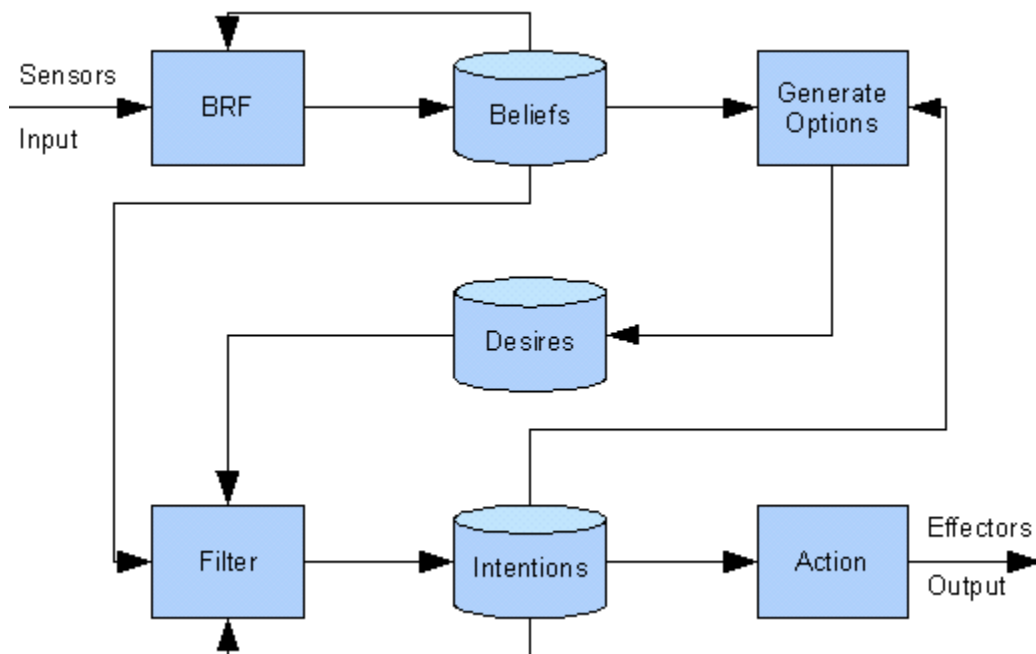 Sensors
Input
BRF
Beliefs
Generate
Options
Desires
Filter
Intentions
Action
Effectors
Output